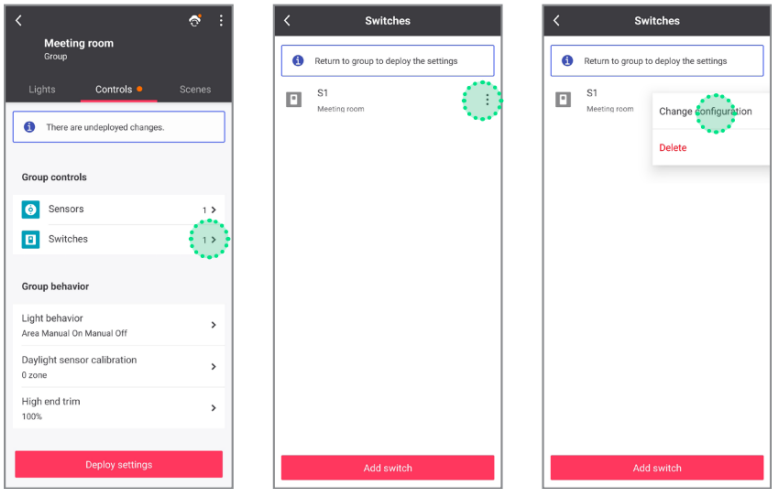 Meeting room
Group
Lights
Controls
Scenes
There are undeployed changes.
Group controls
Sensors
1
Switches
1
Group behavior
Light behavior
Area Manual On Manual Off
Daylight sensor calibration
0 zone
High end trim
100%
Deploy settings
Switches
Return to group to deploy the settings
S1
Meeting room
Add switch
Switches
Return to group to deploy the settings
S1
Meeting room
Change configuration
Delete
Add switch